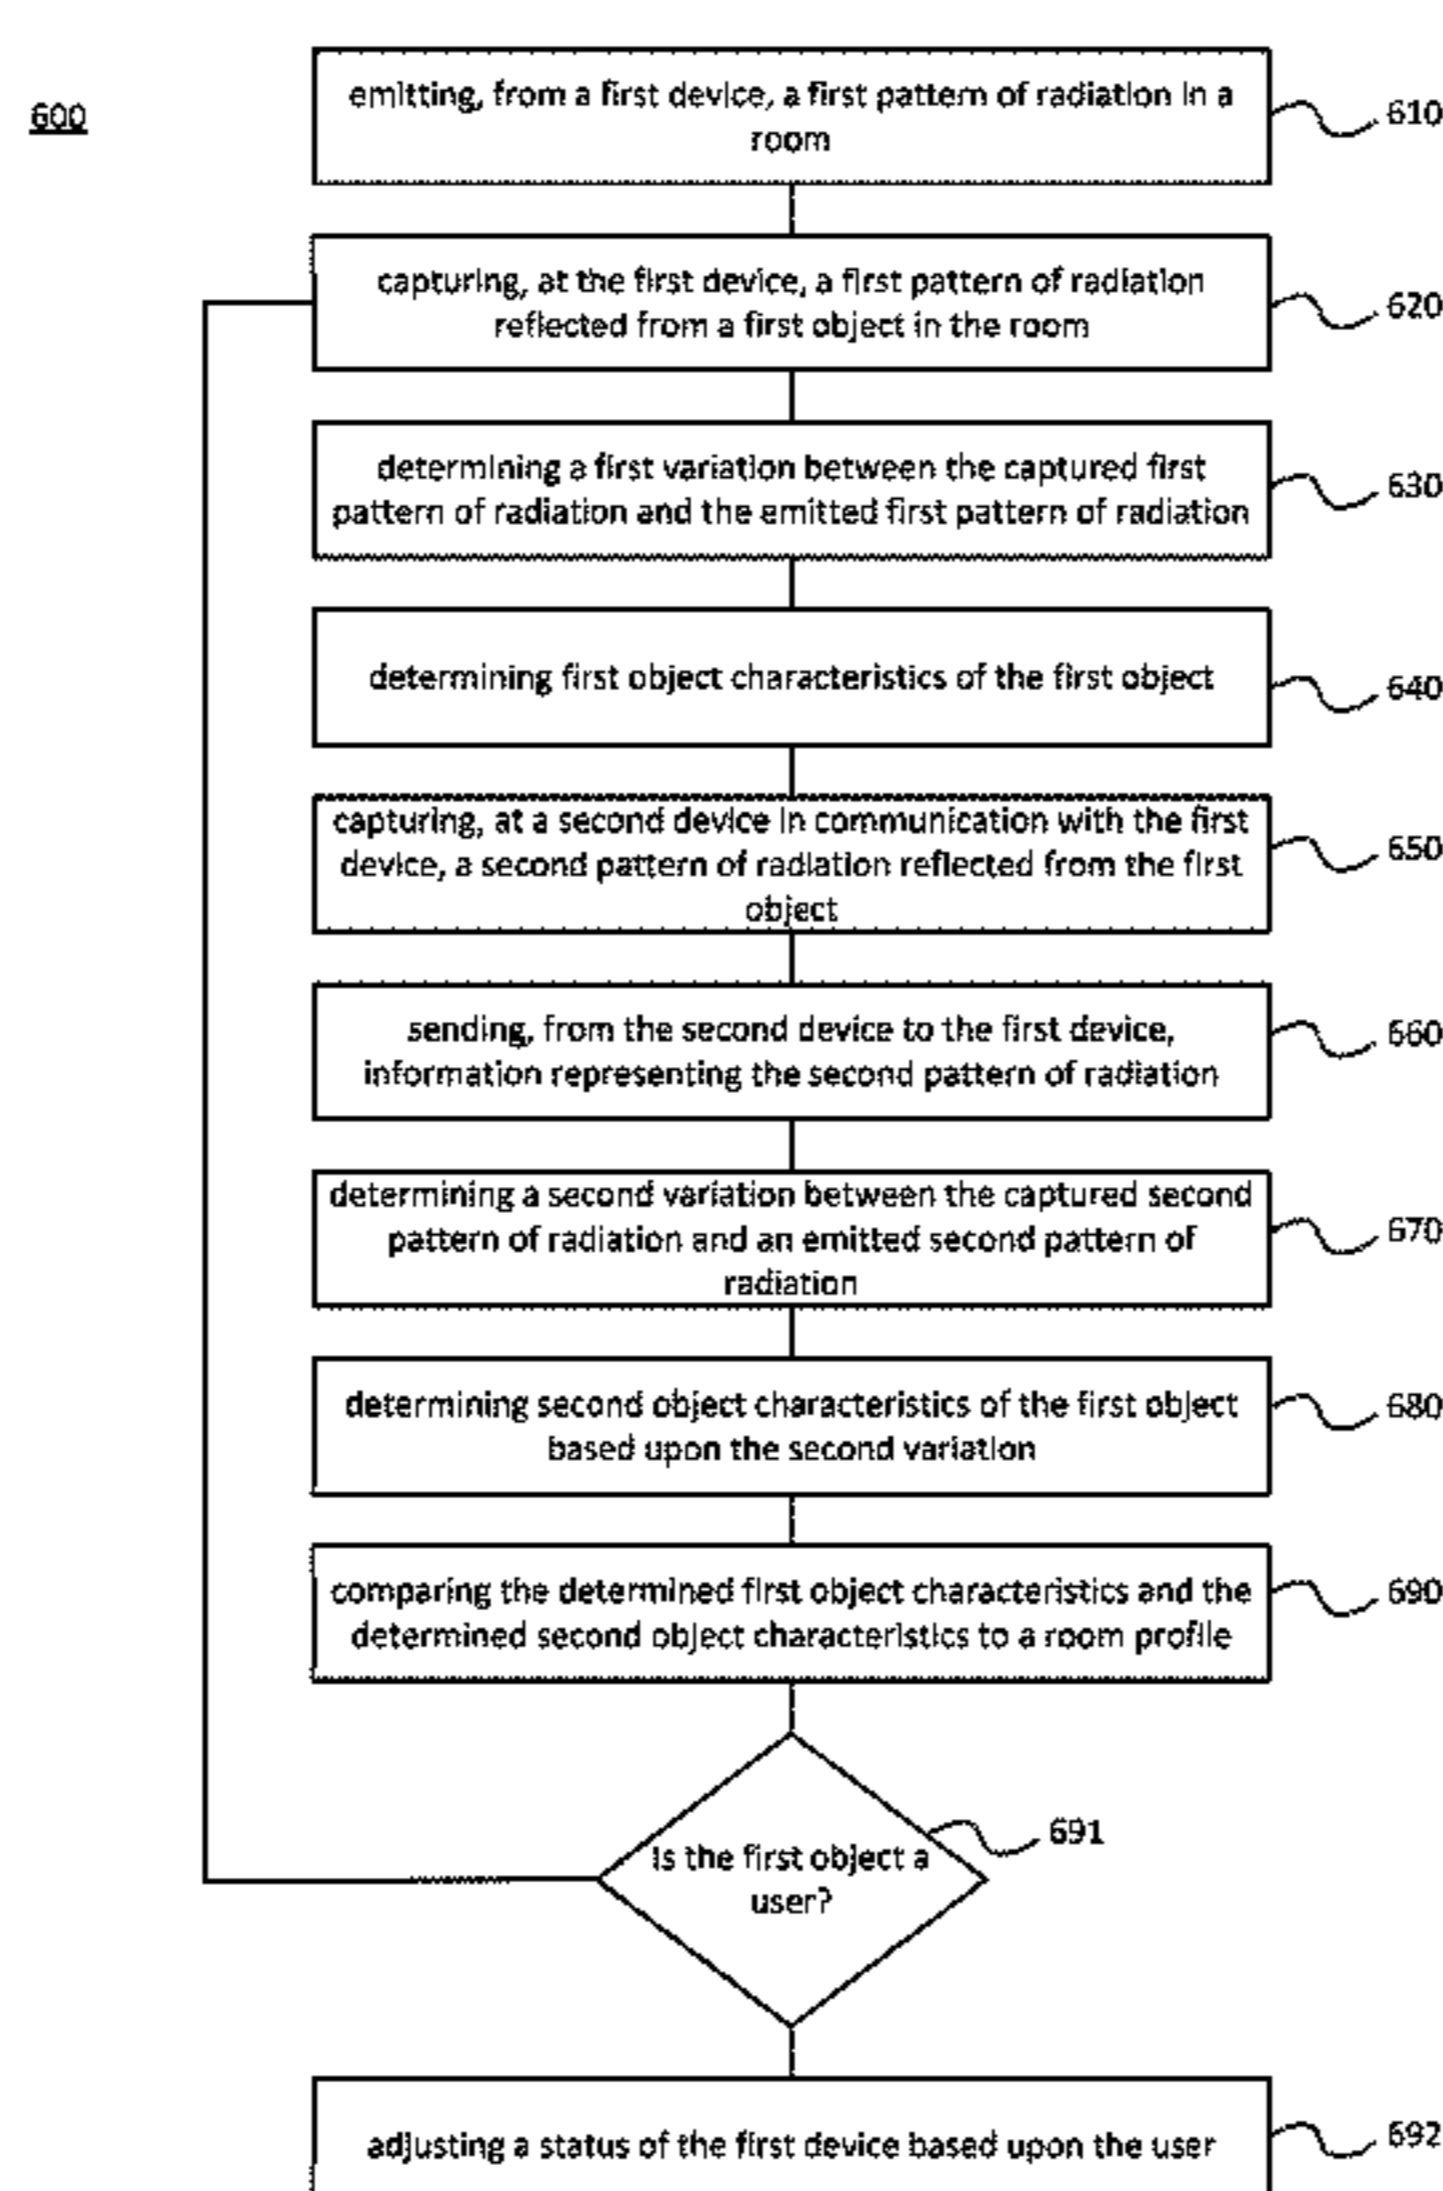 600
emitting, from a first device, a first pattern of radiation in a
room
610
capturing, at the first device, a first pattern of radiation
reflected from a first object in the room
620
determining a first variation between the captured first
pattern of radiation and the emitted first pattern of radiation
630
determining first object characteristics of the first object
640
capturing, at a second device in communication with the first
device, a second pattern of radiation reflected from the first
object
650
sending, from the second device to the first device,
information representing the second pattern of radiation
660
determining a second variation between the captured second
pattern of radiation and an emitted second pattern of
radiation
670
determining second object characteristics of the first object
based upon the second variation
680
comparing the determined first object characteristics and the
determined second object characteristics to a room profile
690
Is the first object a
user?
691
adjusting a status of the first device based upon the user
692